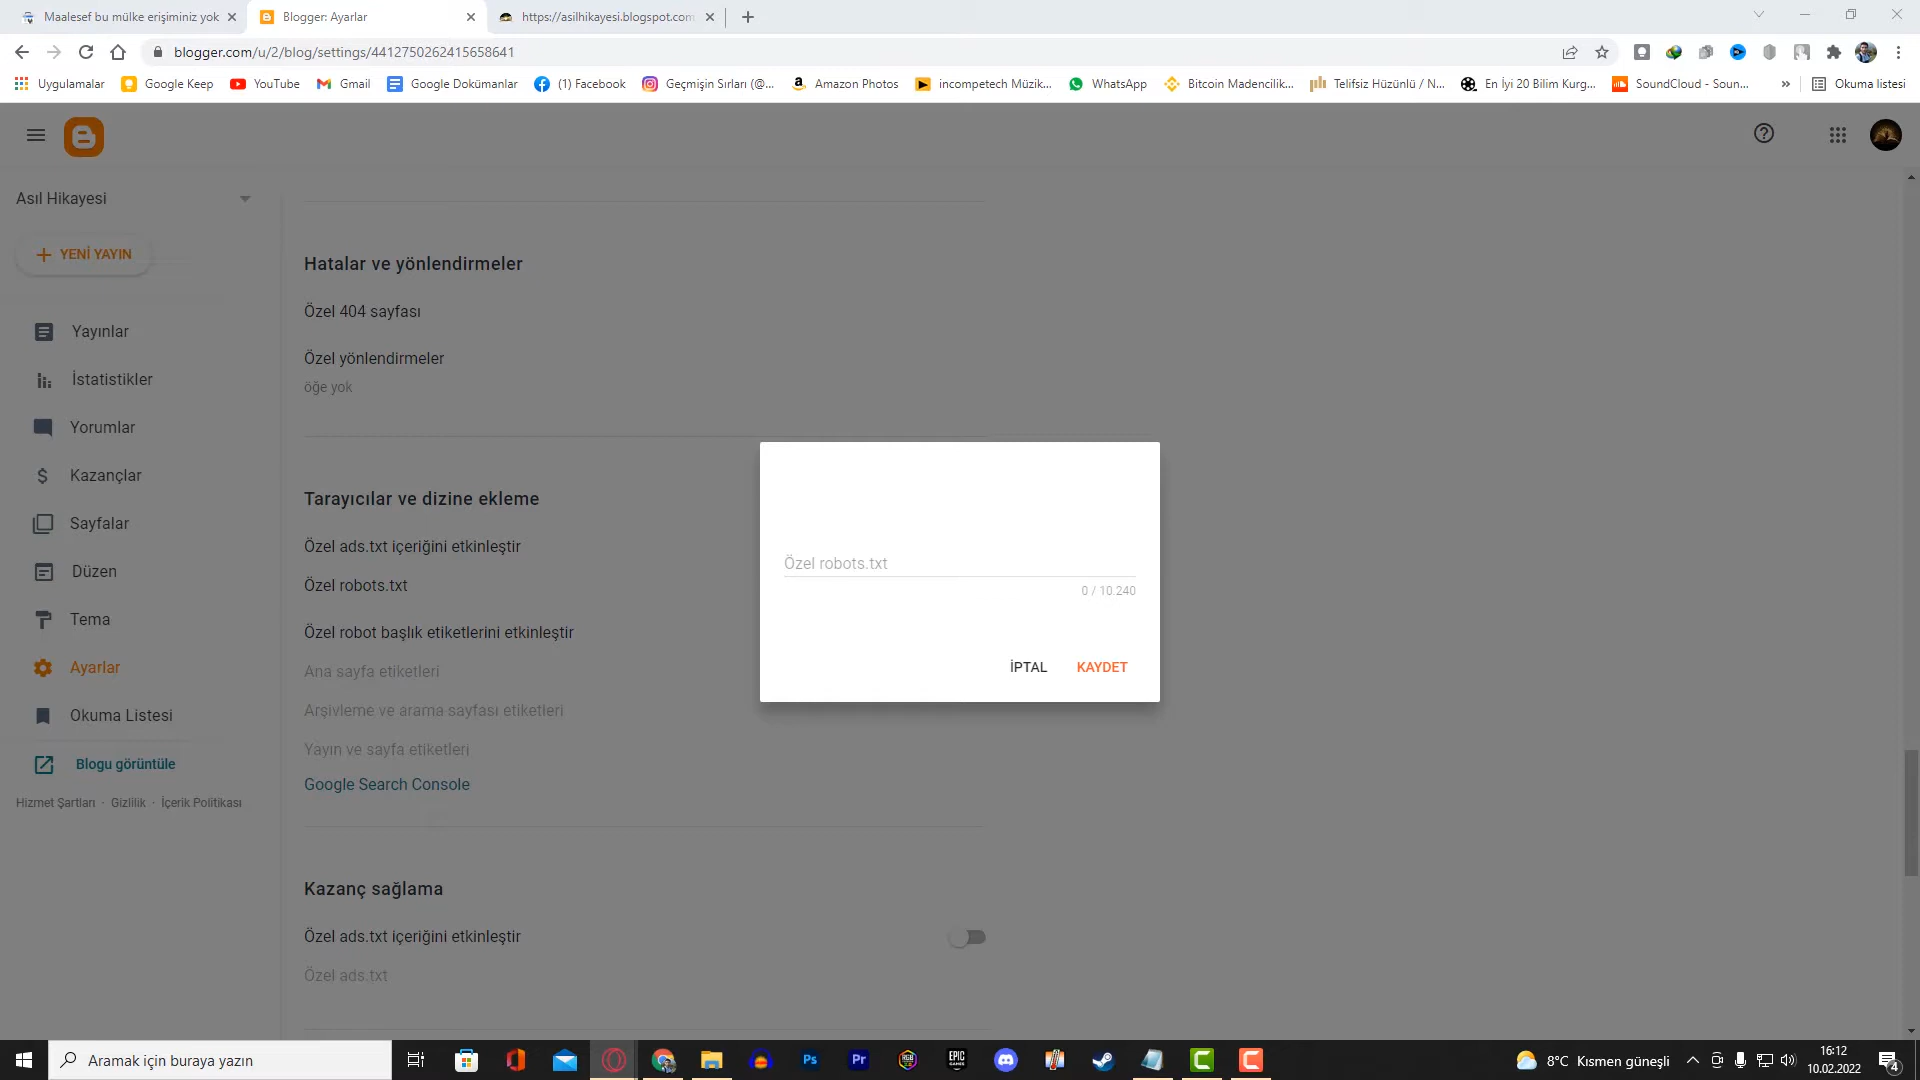 Maalesef bu mülke erişiminiz yok
Blogger: Ayarlar
https://asilhikayesi.blogspot.com
blogger.com/u/2/blog/settings/4412750262415658641
Uygulamalar
Google Keep
YouTube
Gmail
Google Dokümanlar
(1) Facebook
Geçmişin Sırları (@...
Amazon Photos
incompetech Müzik...
WhatsApp
Bitcoin Madencilik...
Telifsiz Hüzünlü / N...
En İyi 20 Bilim Kurg...
SoundCloud - Soun...
»
Okuma listesi
Asıl Hikayesi
YENİ YAYIN
Yayınlar
İstatistikler
Yorumlar
Kazançlar
Sayfalar
Düzen
Tema
Ayarlar
Okuma Listesi
Blogu görüntüle
Hizmet Şartları · Gizlilik · İçerik Politikası
Hatalar ve yönlendirmeler
Özel 404 sayfası
Özel yönlendirmeler
öğe yok
Tarayıcılar ve dizine ekleme
Özel ads.txt içeriğini etkinleştir
Özel robots.txt
Özel robot başlık etiketlerini etkinleştir
Ana sayfa etiketleri
Arşivleme ve arama sayfası etiketleri
Yayın ve sayfa etiketleri
Google Search Console
Kazanç sağlama
Özel ads.txt içeriğini etkinleştir
Özel ads.txt
Özel robots.txt
0 / 10.240
İPTAL
KAYDET
Aramak için buraya yazın
Ps
Pr
EPIC
GAMES
8°C Kısmen güneşli
16:12
10.02.2022
4